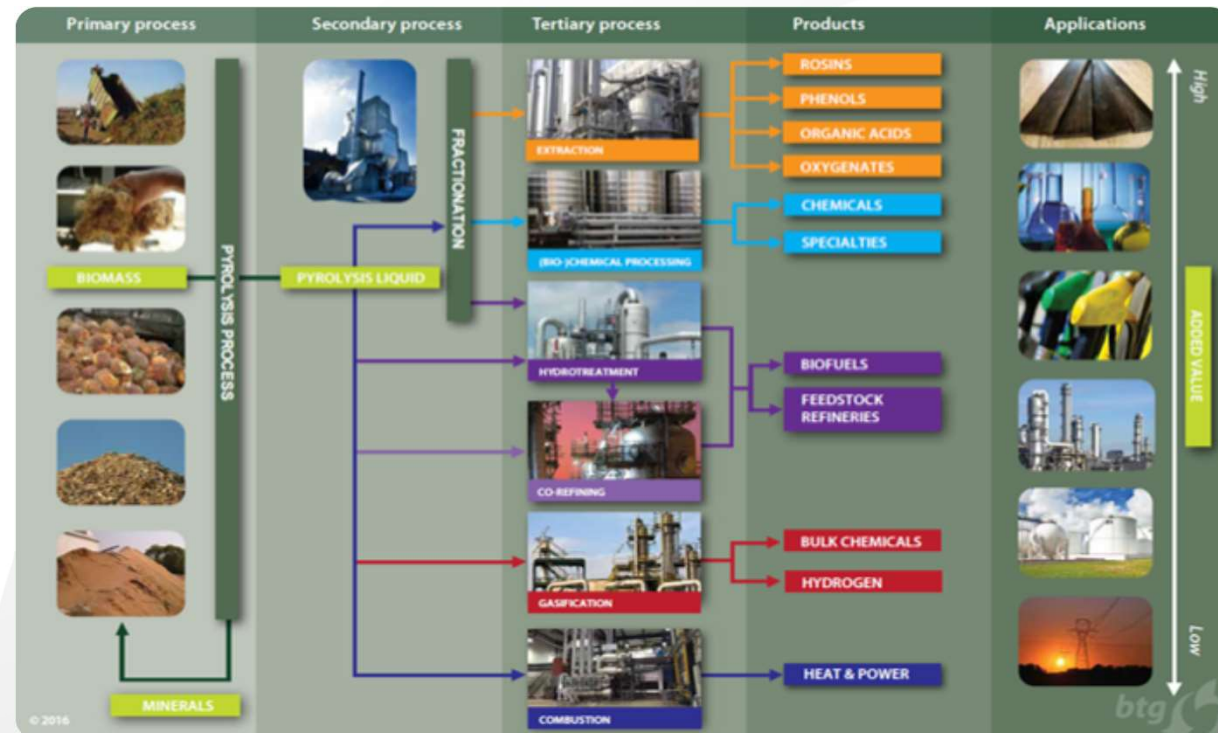 Primary process
Secondary process
Tertiary process
Products
Applications
BIOMASS
PYROLYSIS PROCESS
MINERALS
© 2016
PYROLYSIS LIQUID
FRACTIONATION
EXTRACTION
(BIO-)CHEMICAL PROCESSING
HYDROTREATMENT
CO-REFINING
GASIFICATION
COMBUSTION
ROSINS
PHENOLS
ORGANIC ACIDS
OXYGENATES
CHEMICALS
SPECIALTIES
BIOFUELS
FEEDSTOCK
REFINERIES
BULK CHEMICALS
HYDROGEN
HEAT & POWER
High
ADDED VALUE
Low
btg